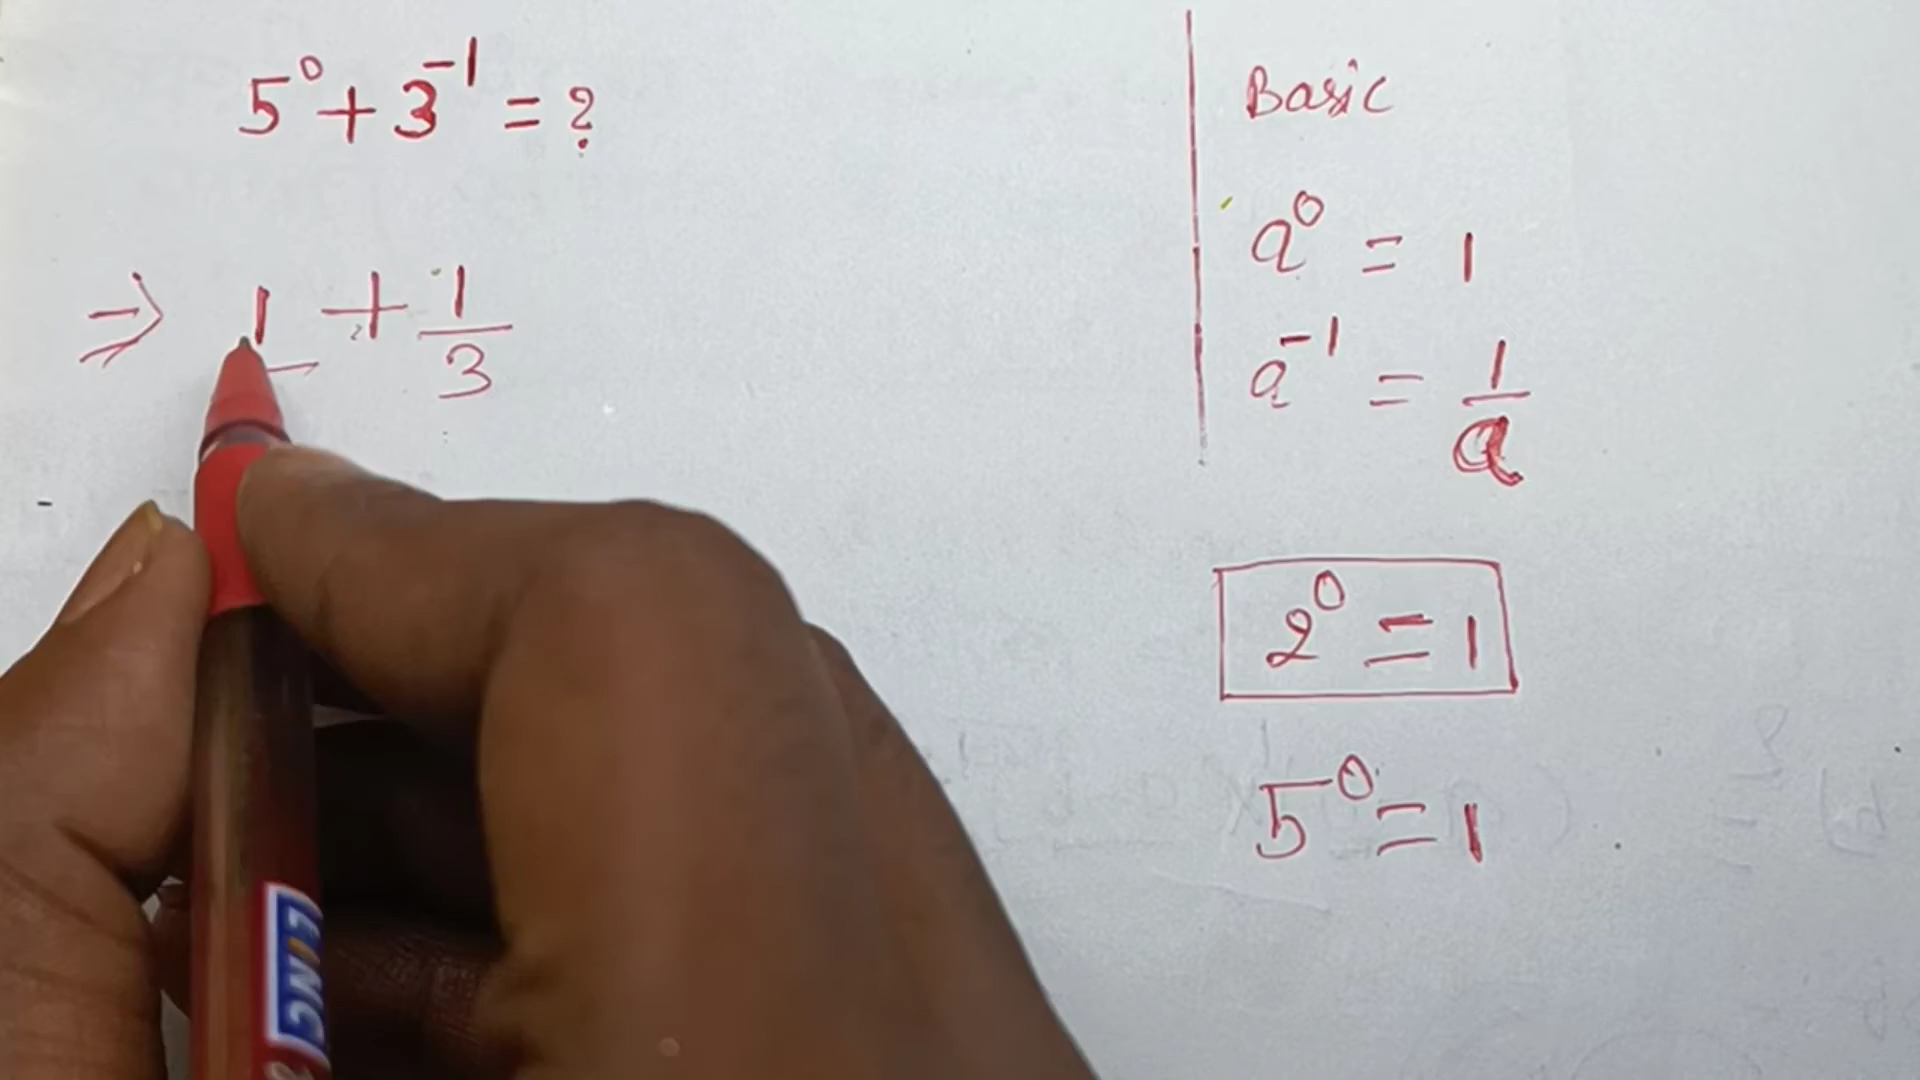 5⁰ + 3⁻¹ = ?
⇒ 1 + 1/3
Basic
a⁰ = 1
a⁻¹ = 1/a
2⁰ = 1
5⁰ = 1